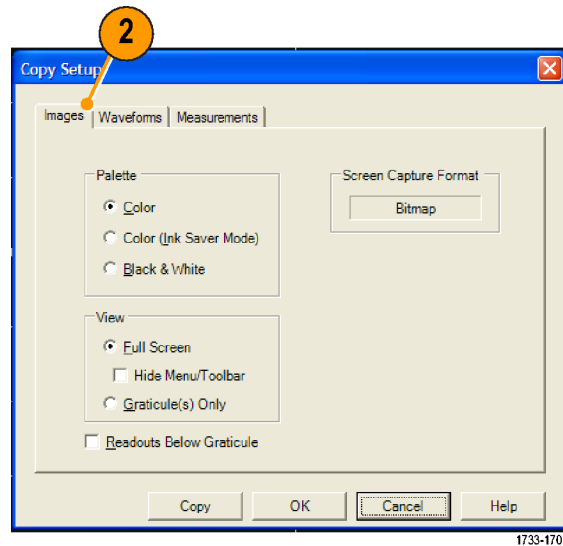 2
Copy Setup
Images Waveforms Measurements
Palette
Color
Color (Ink Saver Mode)
Black & White
View
Full Screen
Hide Menu/Toolbar
Graticule(s) Only
Readouts Below Graticule
Screen Capture Format
Bitmap
Copy OK Cancel Help
1733-170